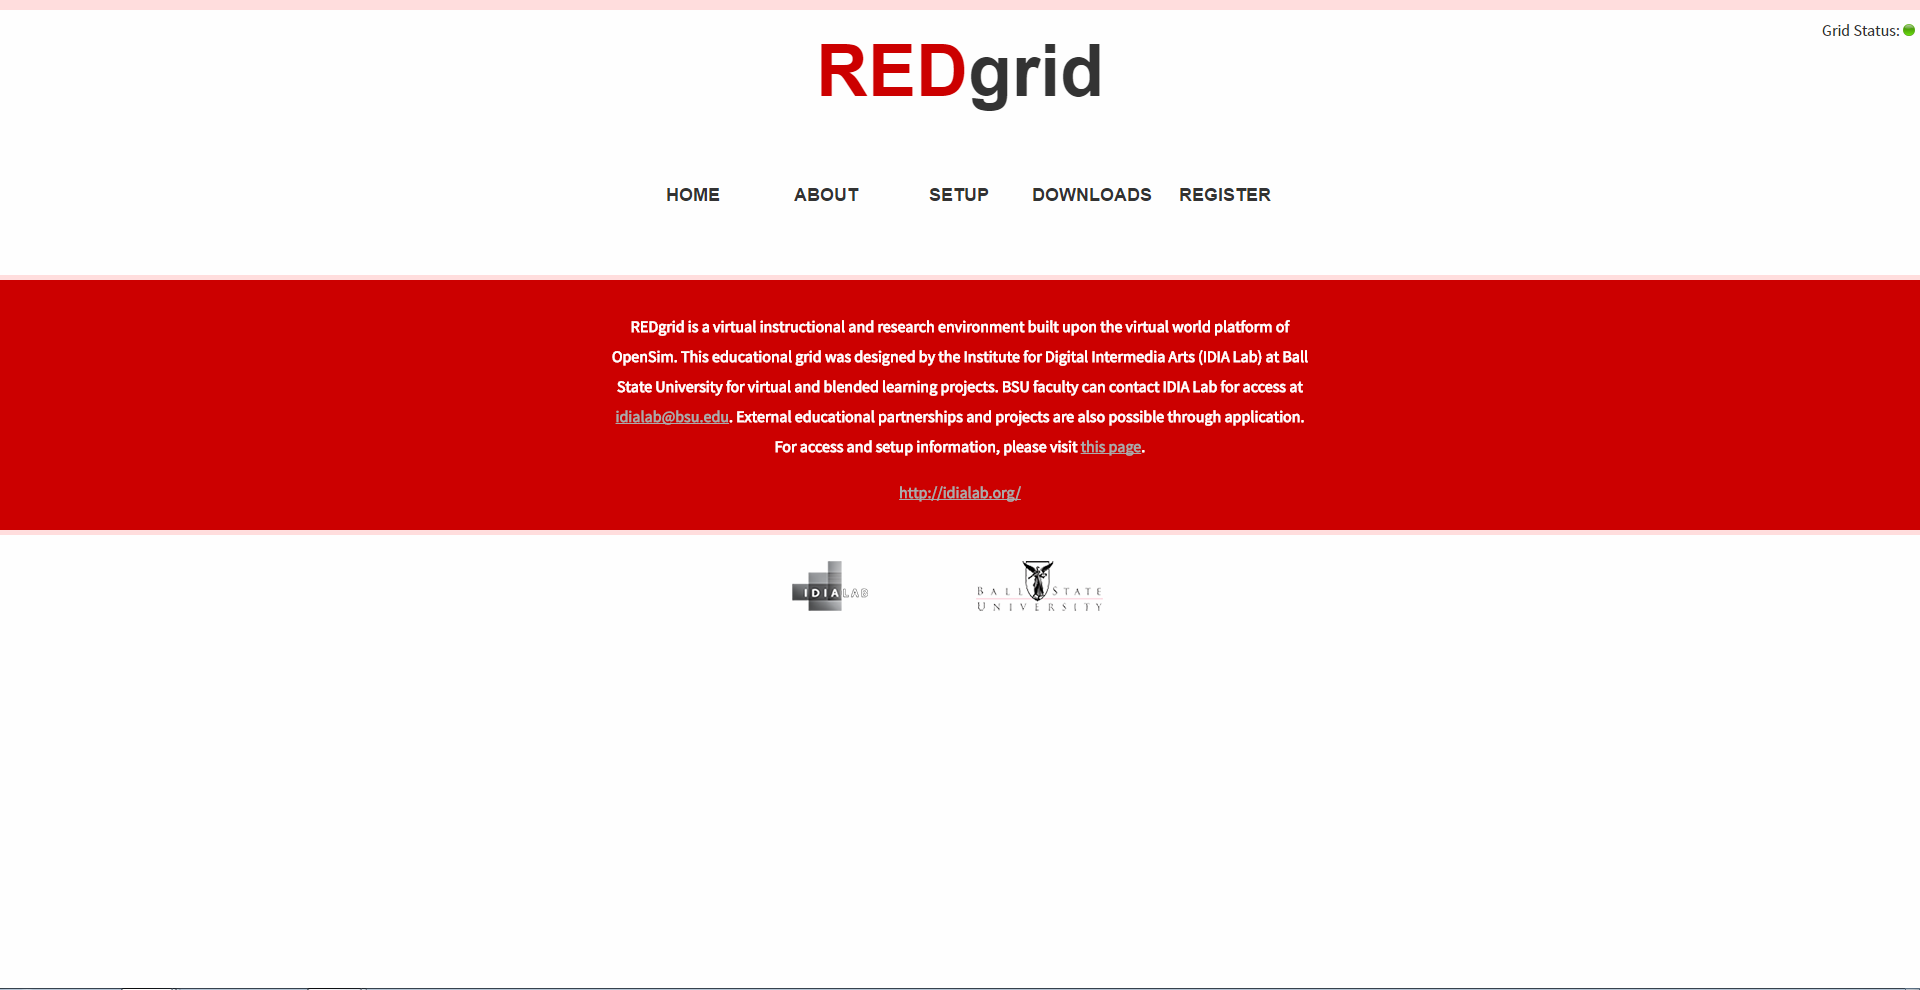 Grid Status:
REDgrid
HOME ABOUT SETUP DOWNLOADS REGISTER
REDgrid is a virtual instructional and research environment built upon the virtual world platform of
OpenSim. This educational grid was designed by the Institute for Digital Intermedia Arts (IDIA Lab) at Ball
State University for virtual and blended learning projects. BSU faculty can contact IDIA Lab for access at
idialab@bsu.edu. External educational partnerships and projects are also possible through application.
For access and setup information, please visit this page.
http://idialab.org/
IDIA LAB
BALL STATE
UNIVERSITY